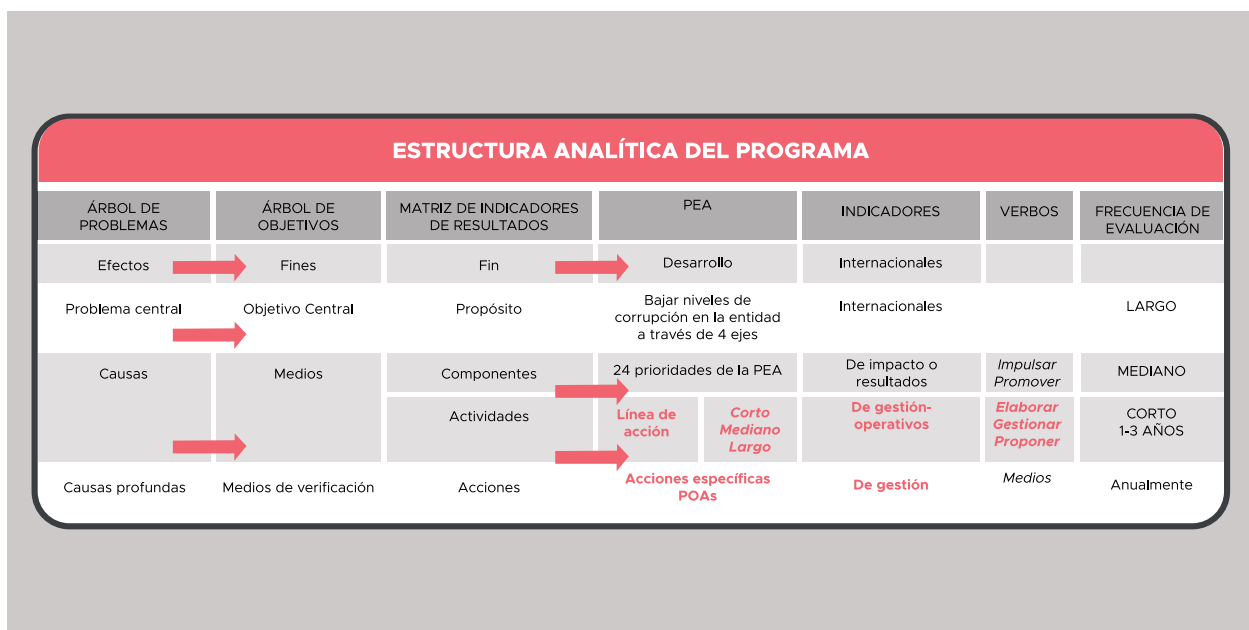 ESTRUCTURA ANALÍTICA DEL PROGRAMA
ÁRBOL DE
PROBLEMAS
ÁRBOL DE
OBJETIVOS
MATRIZ DE INDICADORES
DE RESULTADOS
PEA
INDICADORES
VERBOS
FRECUENCIA DE
EVALUACIÓN
Efectos
Fines
Fin
Desarrollo
Internacionales
Problema central
Objetivo Central
Propósito
Bajar niveles de
corrupción en la entidad
a través de 4 ejes
Internacionales
LARGO
Causas
Medios
Componentes
24 prioridades de la PEA
De impacto o
resultados
Impulsar
Promover
MEDIANO
Actividades
Línea de
acción
Corto
Mediano
Largo
De gestión-
operativos
Elaborar
Gestionar
Proponer
CORTO
1-3 AÑOS
Causas profundas
Medios de verificación
Acciones
Acciones específicas
POAs
De gestión
Medios
Anualmente